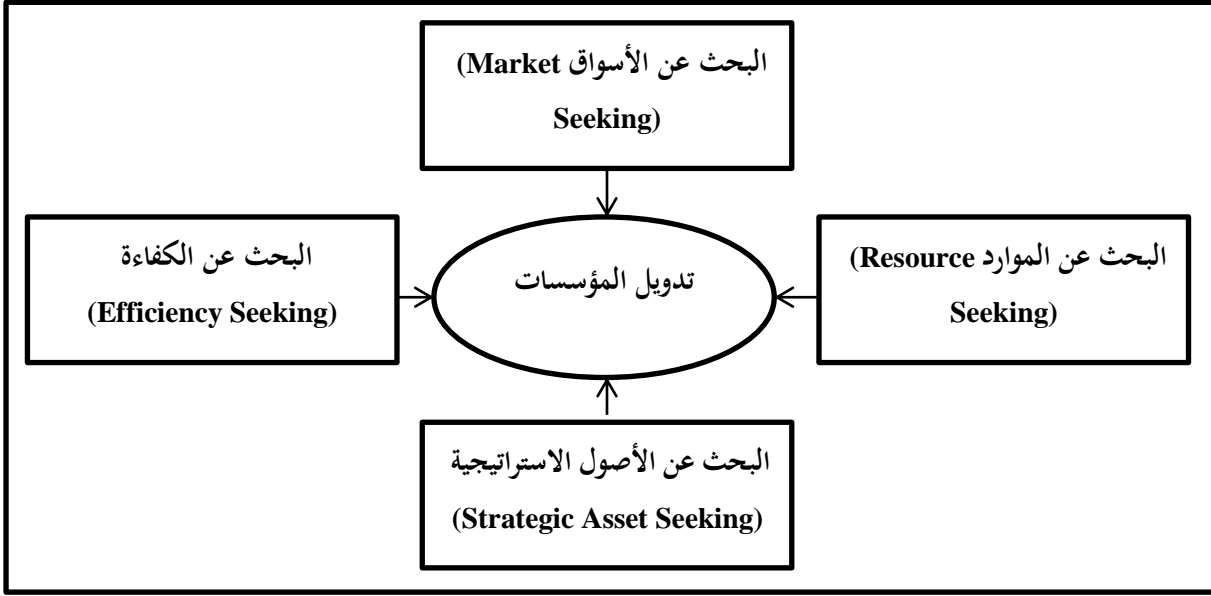 البحث عن الأسواق (Market
Seeking)
البحث عن الموارد (Resource
Seeking)
تدويل المؤسسات
البحث عن الكفاءة
(Efficiency Seeking)
البحث عن الأصول الاستراتيجية
(Strategic Asset Seeking)